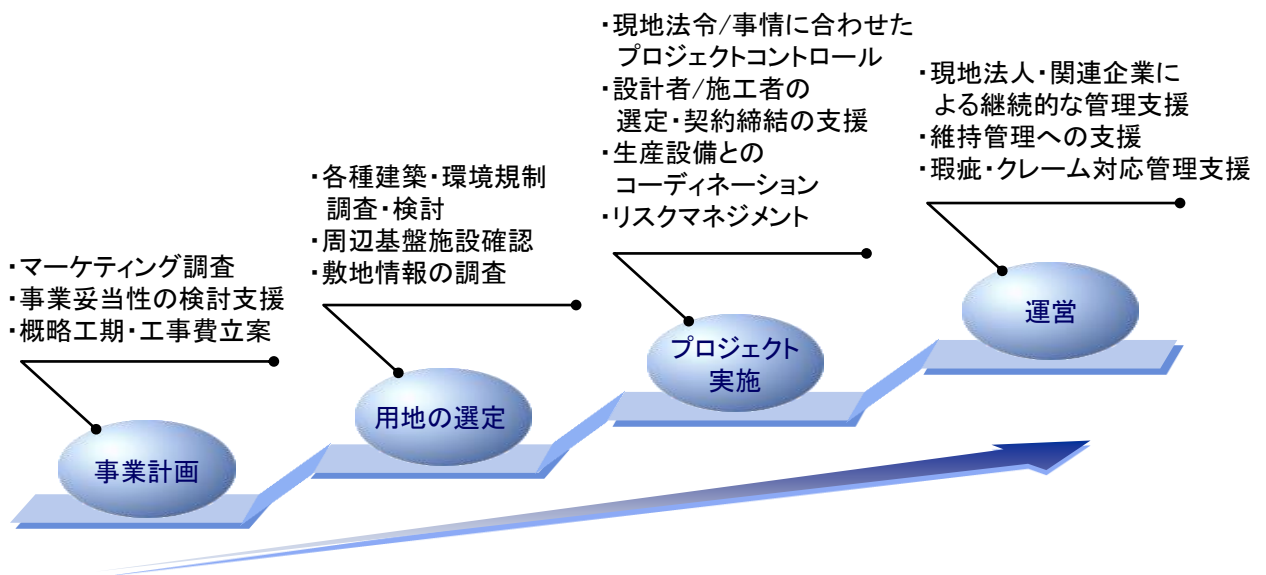 ・マーケティング調査
・事業妥当性の検討支援
・概略工期・工事費立案
事業計画
・各種建築・環境規制
調査・検討
・周辺基盤施設確認
・敷地情報の調査
用地の選定
・現地法令/事情に合わせた
プロジェクトコントロール
・設計者/施工者の
選定・契約締結の支援
・生産設備との
コーディネーション
・リスクマネジメント
プロジェクト
実施
・現地法人・関連企業に
よる継続的な管理支援
・維持管理への支援
・瑕疵・クレーム対応管理支援
運営